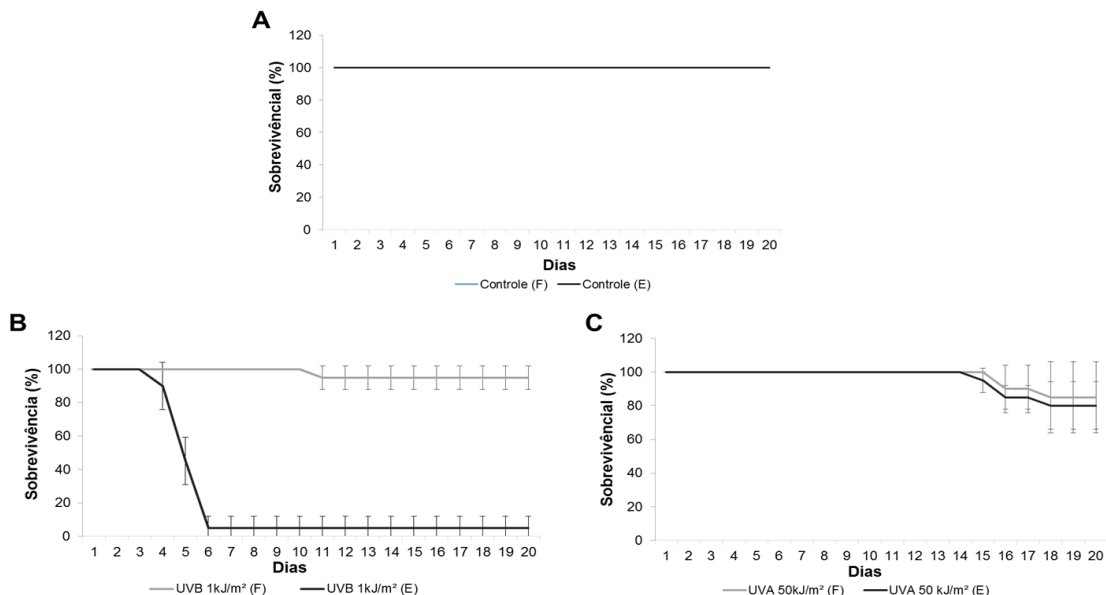 A
Sobrevivêncial (%)
120
100
80
60
40
20
0
1 2 3 4 5 6 7 8 9 10 11 12 13 14 15 16 17 18 19 20
Dias
Controle (F) Controle (E)
B
Sobrevivência (%)
120
100
80
60
40
20
0
1 2 3 4 5 6 7 8 9 10 11 12 13 14 15 16 17 18 19 20
Dias
UVB 1kJ/m² (F) UVB 1kJ/m² (E)
C
Sobrevivêncial (%)
120
100
80
60
40
20
0
1 2 3 4 5 6 7 8 9 10 11 12 13 14 15 16 17 18 19 20
Dias
UVA 50kJ/m² (F) UVA 50 kJ/m² (E)